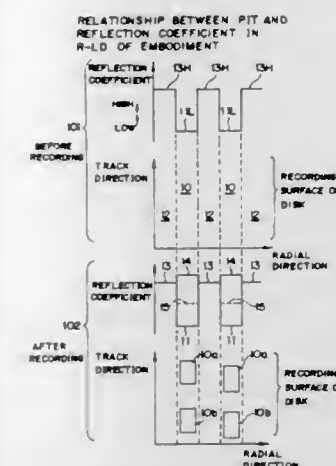 RELATIONSHIP BETWEEN PIT AND
REFLECTION COEFFICIENT IN
R-LD OF EMBODIMENT
REFLECTION
COEFFICIENT
13H 13H 13H
11L 11L
HIGH
LOW
101
BEFORE
RECORDING
TRACK
DIRECTION
10 10
12 12 12
RECORDING
SURFACE OF
DISK
RADIAL
DIRECTION
13 14 13 14 13
REFLECTION
COEFFICIENT
15 15
11 11
102
AFTER
RECORDING
TRACK
DIRECTION
10a 10a
10b 10b
RECORDING
SURFACE OF
DISK
RADIAL
DIRECTION